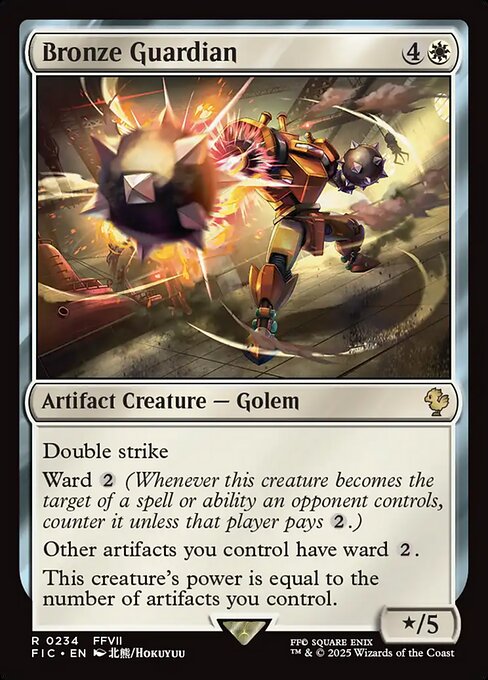 Bronze Guardian 4
Artifact Creature — Golem
Double strike
Ward 2 (Whenever this creature becomes the
target of a spell or ability an opponent controls,
counter it unless that player pays 2.)
Other artifacts you control have ward 2.
This creature's power is equal to the
number of artifacts you control.
★/5
R 0234 FFVII
FIC • EN 北熊/HOKUYUU
FF© SQUARE ENIX
™ & © 2025 Wizards of the Coast